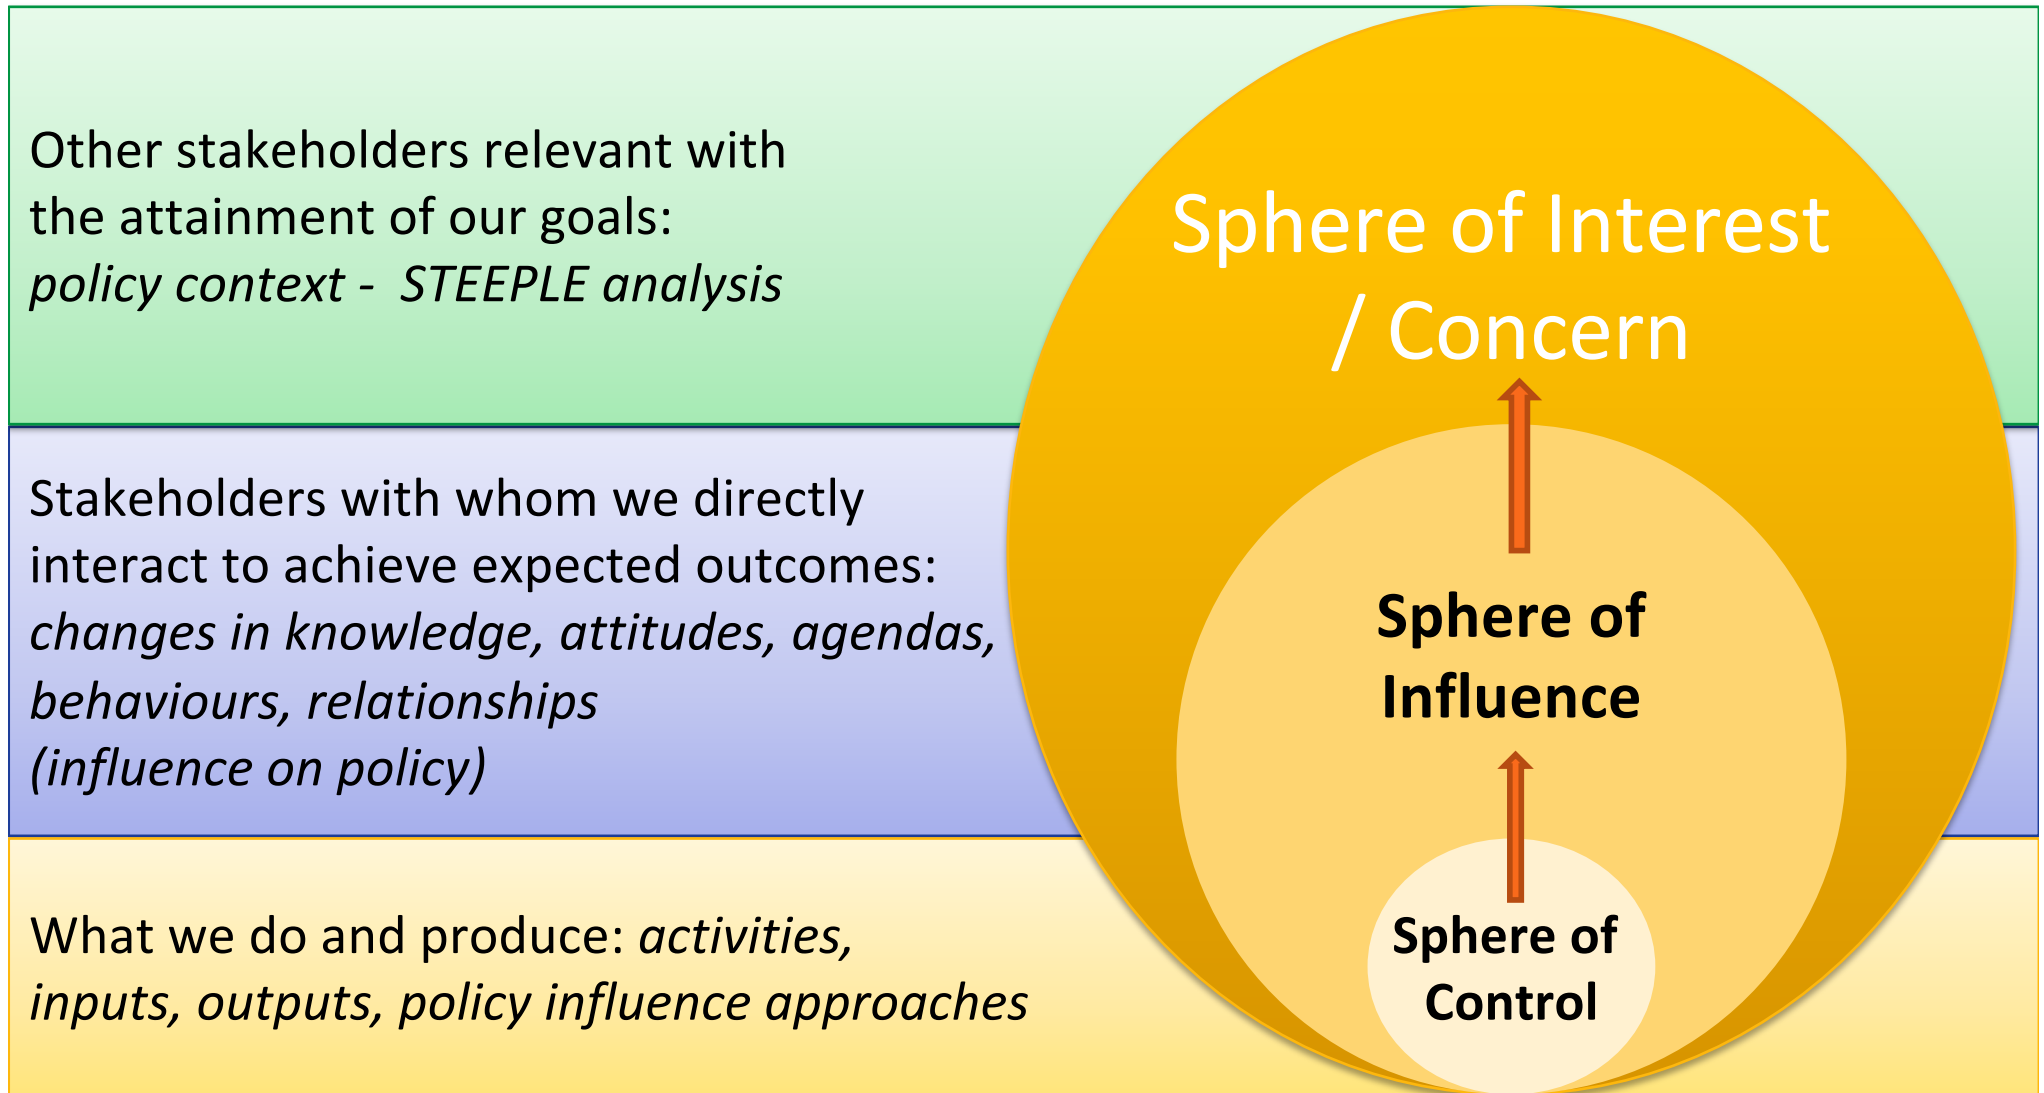 Other stakeholders relevant with
the attainment of our goals:
policy context -  STEEPLE analysis
Sphere of Interest
/ Concern
Stakeholders with whom we directly
interact to achieve expected outcomes:
changes in knowledge, attitudes, agendas,
behaviours, relationships
(influence on policy)
Sphere of
Influence
What we do and produce: activities,
inputs, outputs, policy influence approaches
Sphere of
Control